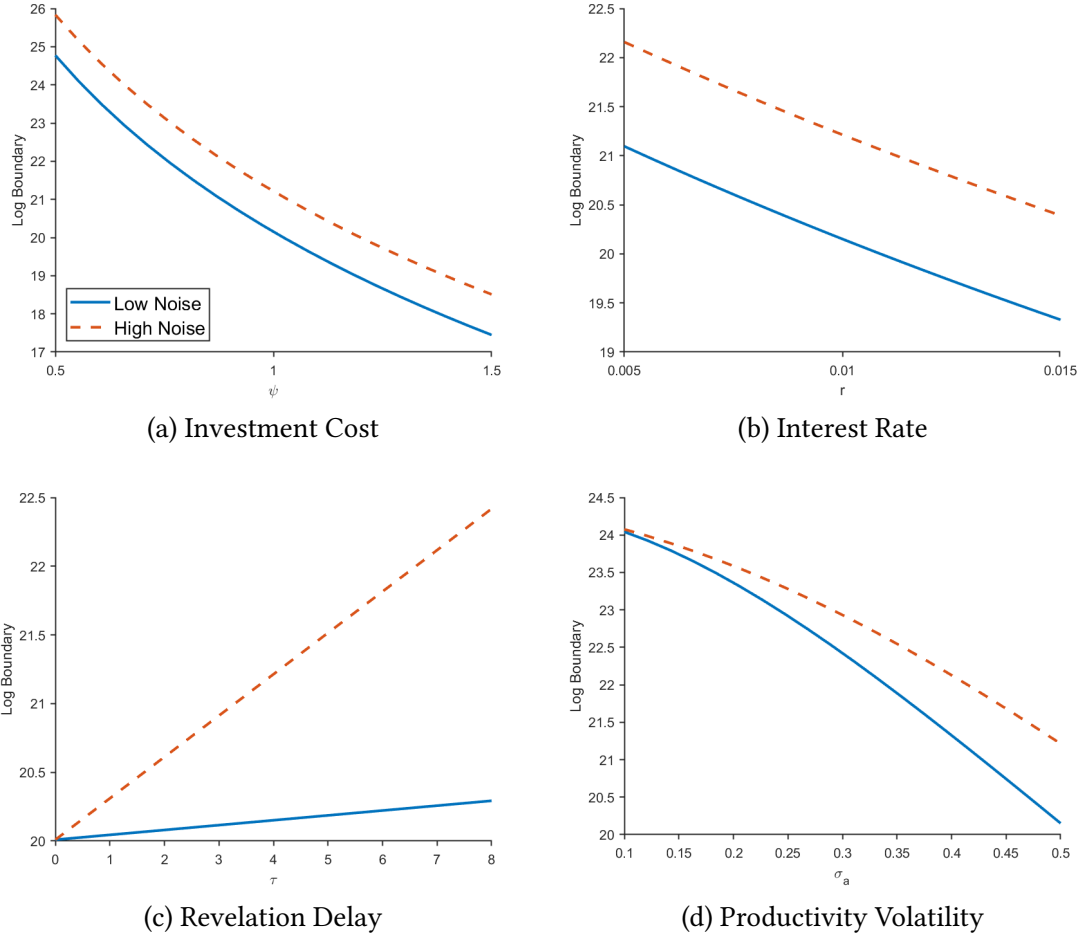 26
25
24
23
22
21
20
19
18
17
Log Boundary
Low Noise
High Noise
0.5 1 1.5
ψ
(a) Investment Cost
22.5
22
21.5
21
20.5
20
19.5
19
Log Boundary
0.005 0.01 0.015
r
(b) Interest Rate
22.5
22
21.5
21
20.5
20
Log Boundary
0 1 2 3 4 5 6 7 8
τ
(c) Revelation Delay
24.5
24
23.5
23
22.5
22
21.5
21
20.5
20
Log Boundary
0.1 0.15 0.2 0.25 0.3 0.35 0.4 0.45 0.5
σa
(d) Productivity Volatility